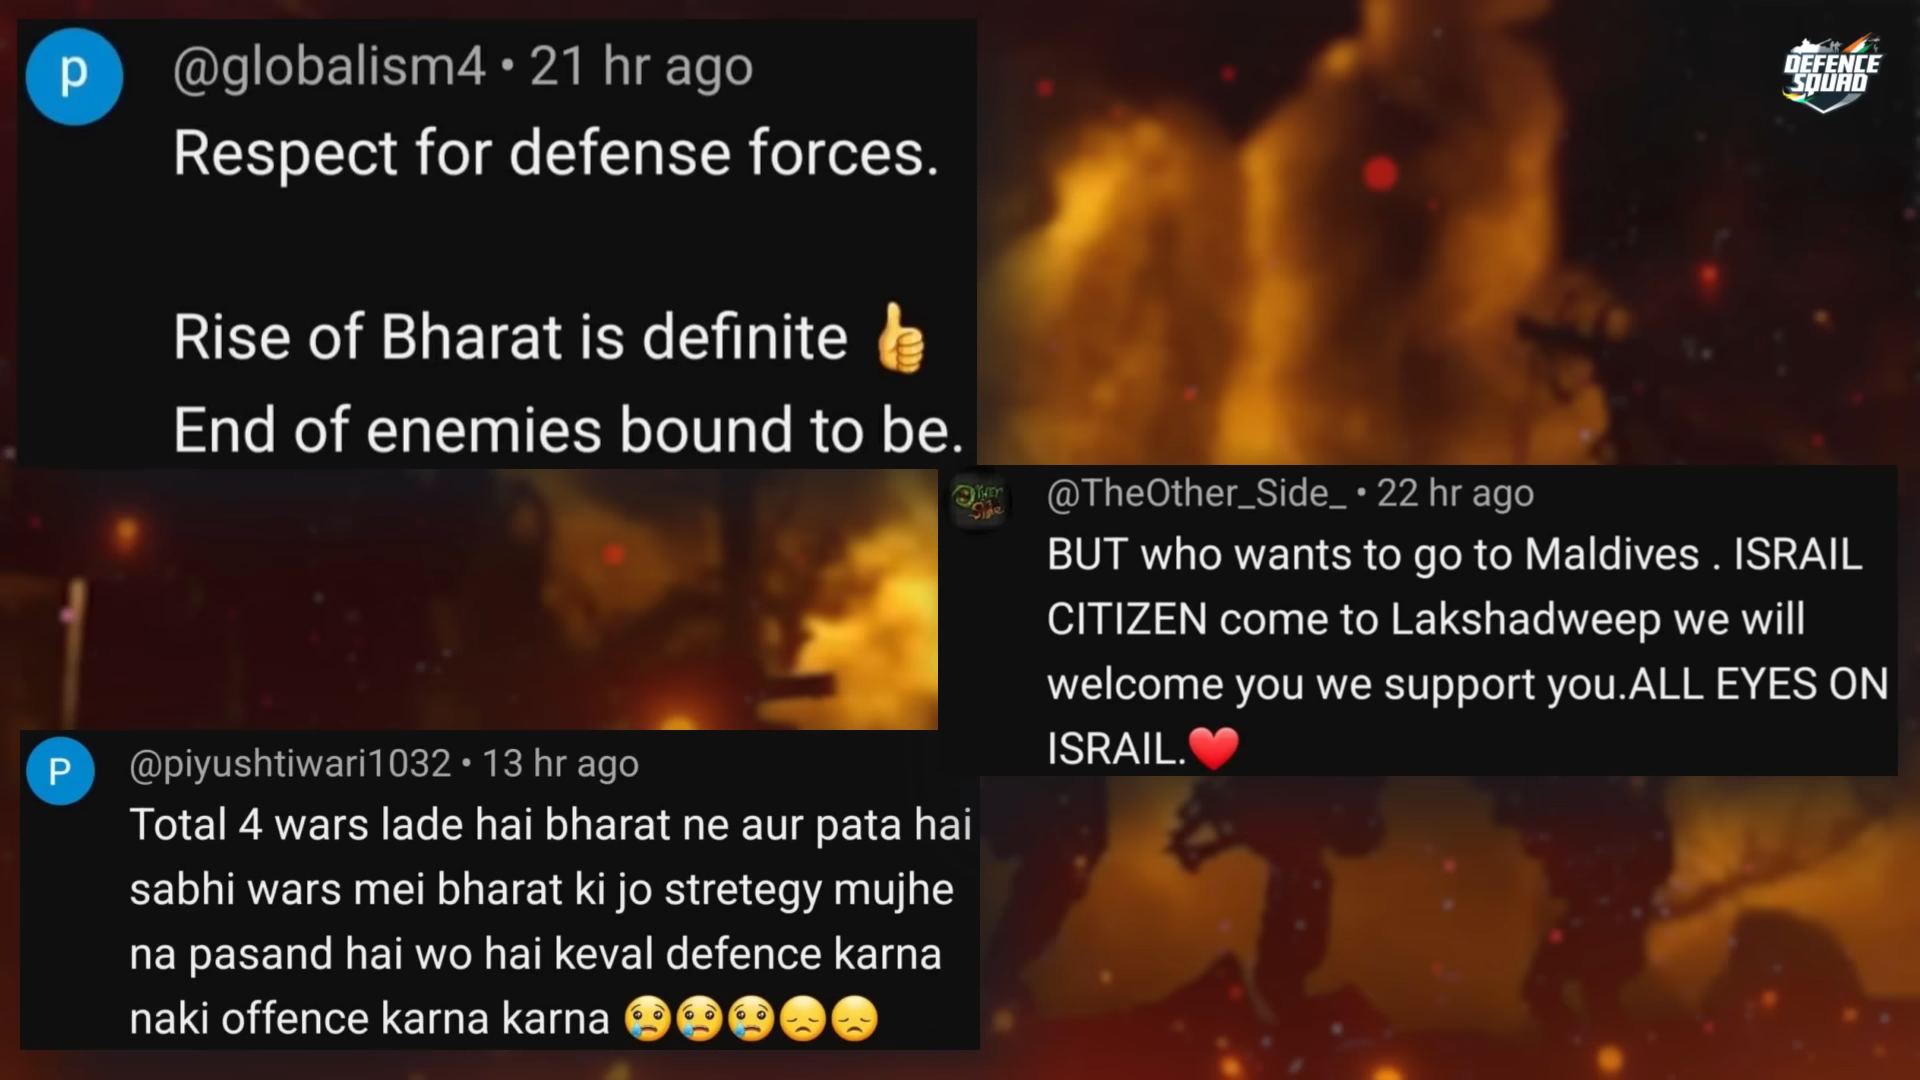 p
@globalism4 • 21 hr ago
Respect for defense forces.
Rise of Bharat is definite 👍
End of enemies bound to be.
DEFENCE
SQUAD
Other
Side
@TheOther_Side_ • 22 hr ago
BUT who wants to go to Maldives . ISRAIL
CITIZEN come to Lakshadweep we will
welcome you we support you.ALL EYES ON
ISRAIL.❤️
P
@piyushtiwari1032 • 13 hr ago
Total 4 wars lade hai bharat ne aur pata hai
sabhi wars mei bharat ki jo stretegy mujhe
na pasand hai wo hai keval defence karna
naki offence karna karna 😢😢😢😞😞